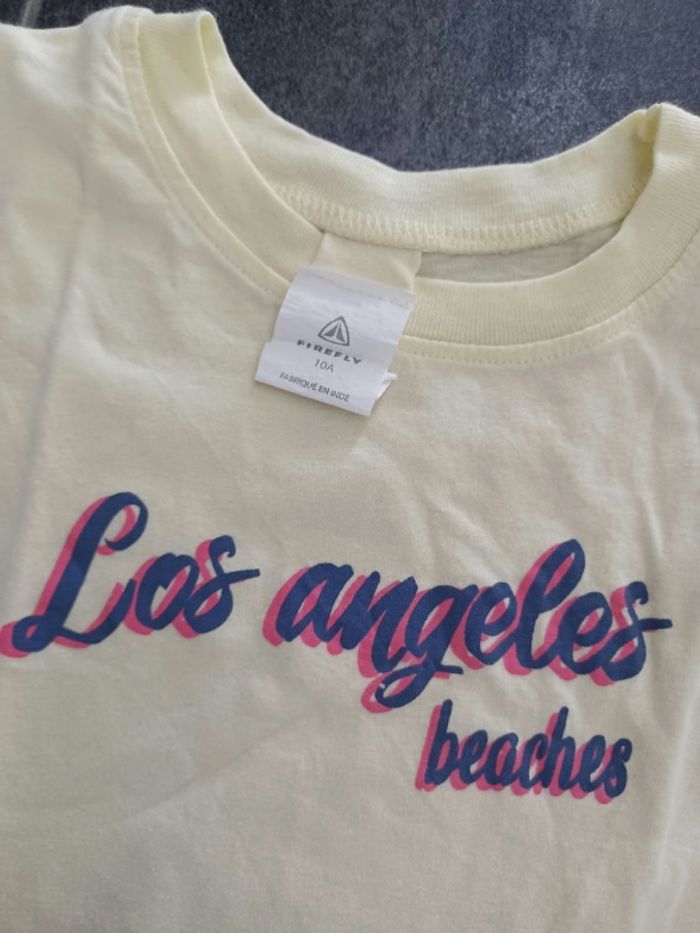 FIREFLY
10A
FABRIQUÉ EN INDE
Los angeles
beaches